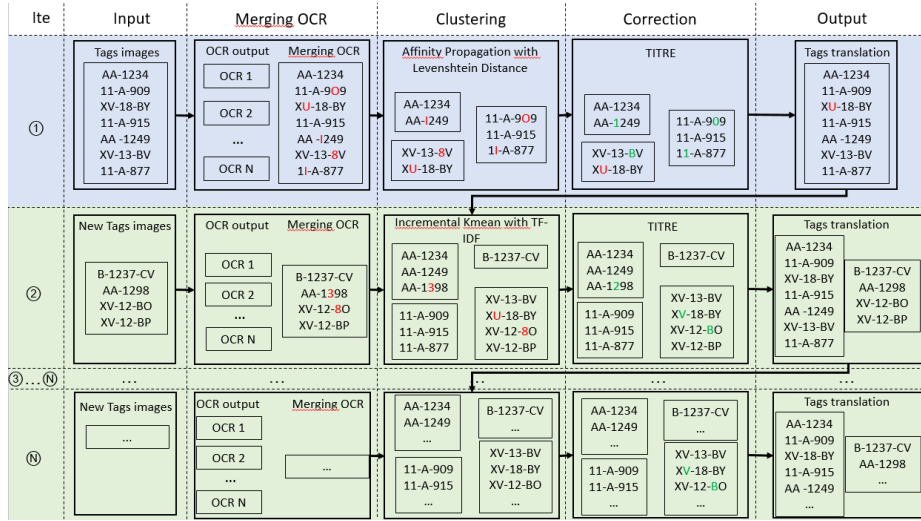 Ite
Input
Merging OCR
Clustering
Correction
Output
①
Tags images
AA-1234
11-A-909
XV-18-BY
11-A-915
AA -1249
XV-13-BV
11-A-877
OCR output
OCR 1
OCR 2
...
OCR N
Merging OCR
AA-1234
11-A-9O9
XU-18-BY
11-A-915
AA -I249
XV-13-8V
1I-A-877
Affinity Propagation with
Levenshtein Distance
AA-1234
AA-I249
XV-13-8V
XU-18-BY
11-A-9O9
11-A-915
1I-A-877
TITRE
AA-1234
AA-1249
XV-13-BV
XU-18-BY
11-A-909
11-A-915
11-A-877
Tags translation
AA-1234
11-A-909
XU-18-BY
11-A-915
AA-1249
XV-13-BV
11-A-877
②
New Tags images
B-1237-CV
AA-1298
XV-12-BO
XV-12-BP
OCR output
OCR 1
OCR 2
...
OCR N
Merging OCR
B-1237-CV
AA-1398
XV-12-8O
XV-12-BP
Incremental Kmean with TF-
IDF
AA-1234
AA-1249
AA-1398
11-A-909
11-A-915
11-A-877
B-1237-CV
XV-13-BV
XU-18-BY
XV-12-8O
XV-12-BP
TITRE
AA-1234
AA-1249
AA-1298
11-A-909
11-A-915
11-A-877
B-1237-CV
XV-13-BV
XV-18-BY
XV-12-BO
XV-12-BP
Tags translation
AA-1234
11-A-909
XV-18-BY
11-A-915
AA -1249
XV-13-BV
11-A-877
B-1237-CV
AA-1298
XV-12-BO
XV-12-BP
③...Ⓝ
...
...
...
...
...
Ⓝ
New Tags images
...
OCR output
OCR 1
OCR 2
...
OCR N
Merging OCR
...
AA-1234
AA-1249
...
11-A-909
11-A-915
...
B-1237-CV
...
XV-13-BV
XV-18-BY
XV-12-BO
...
AA-1234
AA-1249
...
11-A-909
11-A-915
...
B-1237-CV
...
XV-13-BV
XV-18-BY
XV-12-BO
...
Tags translation
AA-1234
11-A-909
XV-18-BY
11-A-915
AA -1249
...
B-1237-CV
AA-1298
...